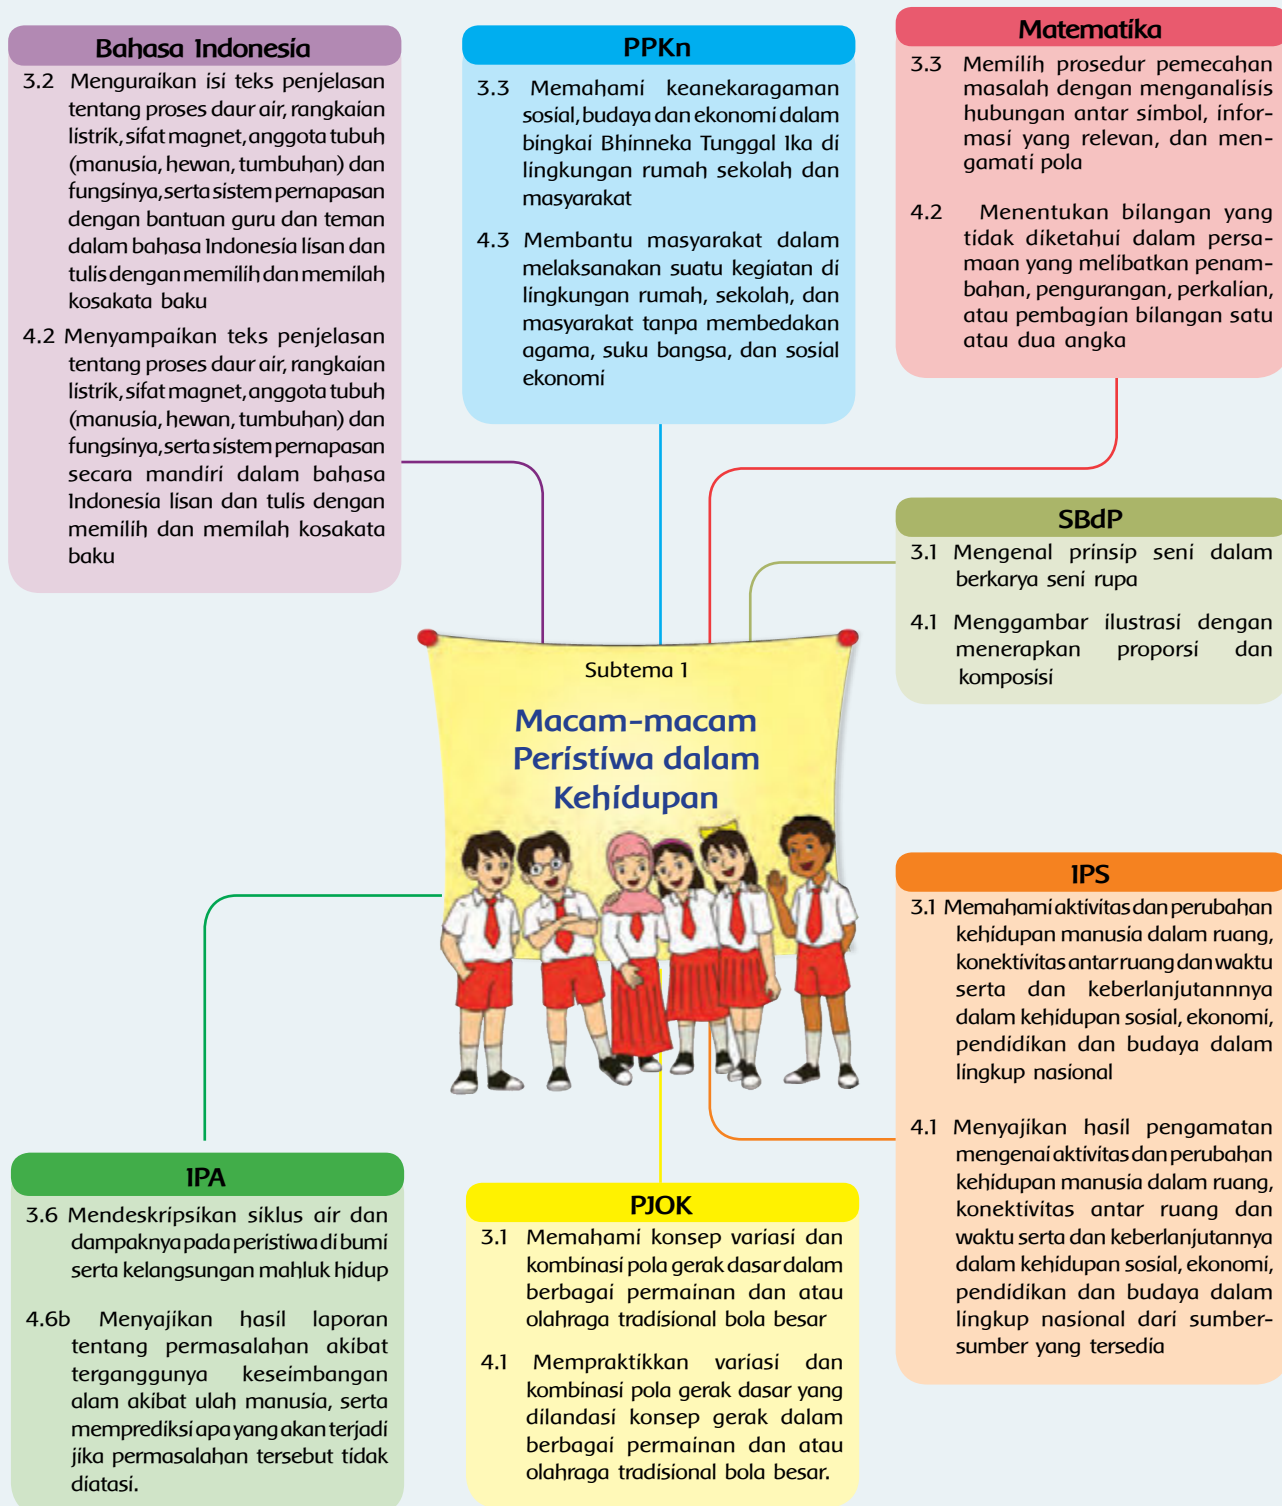 Bahasa Indonesia
3.2 Menguraikan isi teks penjelasan
tentang proses daur air, rangkaian
listrik, sifat magnet, anggota tubuh
(manusia, hewan, tumbuhan) dan
fungsinya, serta sistem pernapasan
dengan bantuan guru dan teman
dalam bahasa Indonesia lisan dan
tulis dengan memilih dan memilah
kosakata baku
4.2 Menyampaikan teks penjelasan
tentang proses daur air, rangkaian
listrik, sifat magnet, anggota tubuh
(manusia, hewan, tumbuhan) dan
fungsinya, serta sistem pernapasan
secara mandiri dalam bahasa
Indonesia lisan dan tulis dengan
memilih dan memilah kosakata
baku
PPKn
3.3 Memahami keanekaragaman
sosial, budaya dan ekonomi dalam
bingkai Bhinneka Tunggal Ika di
lingkungan rumah sekolah dan
masyarakat
4.3 Membantu masyarakat dalam
melaksanakan suatu kegiatan di
lingkungan rumah, sekolah, dan
masyarakat tanpa membedakan
agama, suku bangsa, dan sosial
ekonomi
Matematika
3.3 Memilih prosedur pemecahan
masalah dengan menganalisis
hubungan antar simbol, infor-
masi yang relevan, dan men-
gamati pola
4.2 Menentukan bilangan yang
tidak diketahui dalam persa-
maan yang melibatkan penam-
bahan, pengurangan, perkalian,
atau pembagian bilangan satu
atau dua angka
SBdP
3.1 Mengenal prinsip seni dalam
berkarya seni rupa
4.1 Menggambar ilustrasi dengan
menerapkan proporsi dan
komposisi
Subtema 1
Macam-macam
Peristiwa dalam
Kehidupan
IPS
3.1 Memahami aktivitas dan perubahan
kehidupan manusia dalam ruang,
konektivitas antar ruang dan waktu
serta dan keberlanjutannnya
dalam kehidupan sosial, ekonomi,
pendidikan dan budaya dalam
lingkup nasional
4.1 Menyajikan hasil pengamatan
mengenai aktivitas dan perubahan
kehidupan manusia dalam ruang,
konektivitas antar ruang dan
waktu serta dan keberlanjutannya
dalam kehidupan sosial, ekonomi,
pendidikan dan budaya dalam
lingkup nasional dari sumber-
sumber yang tersedia
IPA
3.6 Mendeskripsikan siklus air dan
dampaknya pada peristiwa di bumi
serta kelangsungan mahluk hidup
4.6b Menyajikan hasil laporan
tentang permasalahan akibat
terganggunya keseimbangan
alam akibat ulah manusia, serta
memprediksi apa yang akan terjadi
jika permasalahan tersebut tidak
diatasi.
PJOK
3.1 Memahami konsep variasi dan
kombinasi pola gerak dasar dalam
berbagai permainan dan atau
olahraga tradisional bola besar
4.1 Mempraktikkan variasi dan
kombinasi pola gerak dasar yang
dilandasi konsep gerak dalam
berbagai permainan dan atau
olahraga tradisional bola besar.